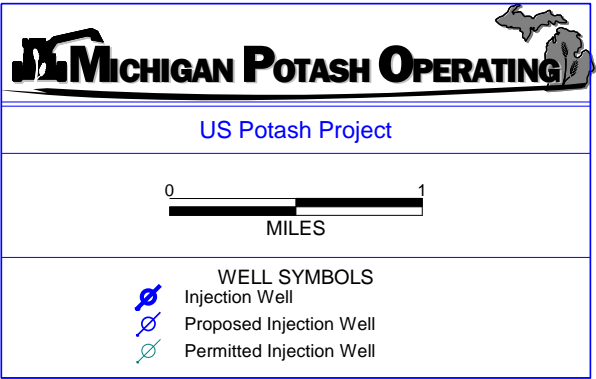 MICHIGAN POTASH OPERATING
US Potash Project
0 1
MILES
WELL SYMBOLS
Injection Well
Proposed Injection Well
Permitted Injection Well